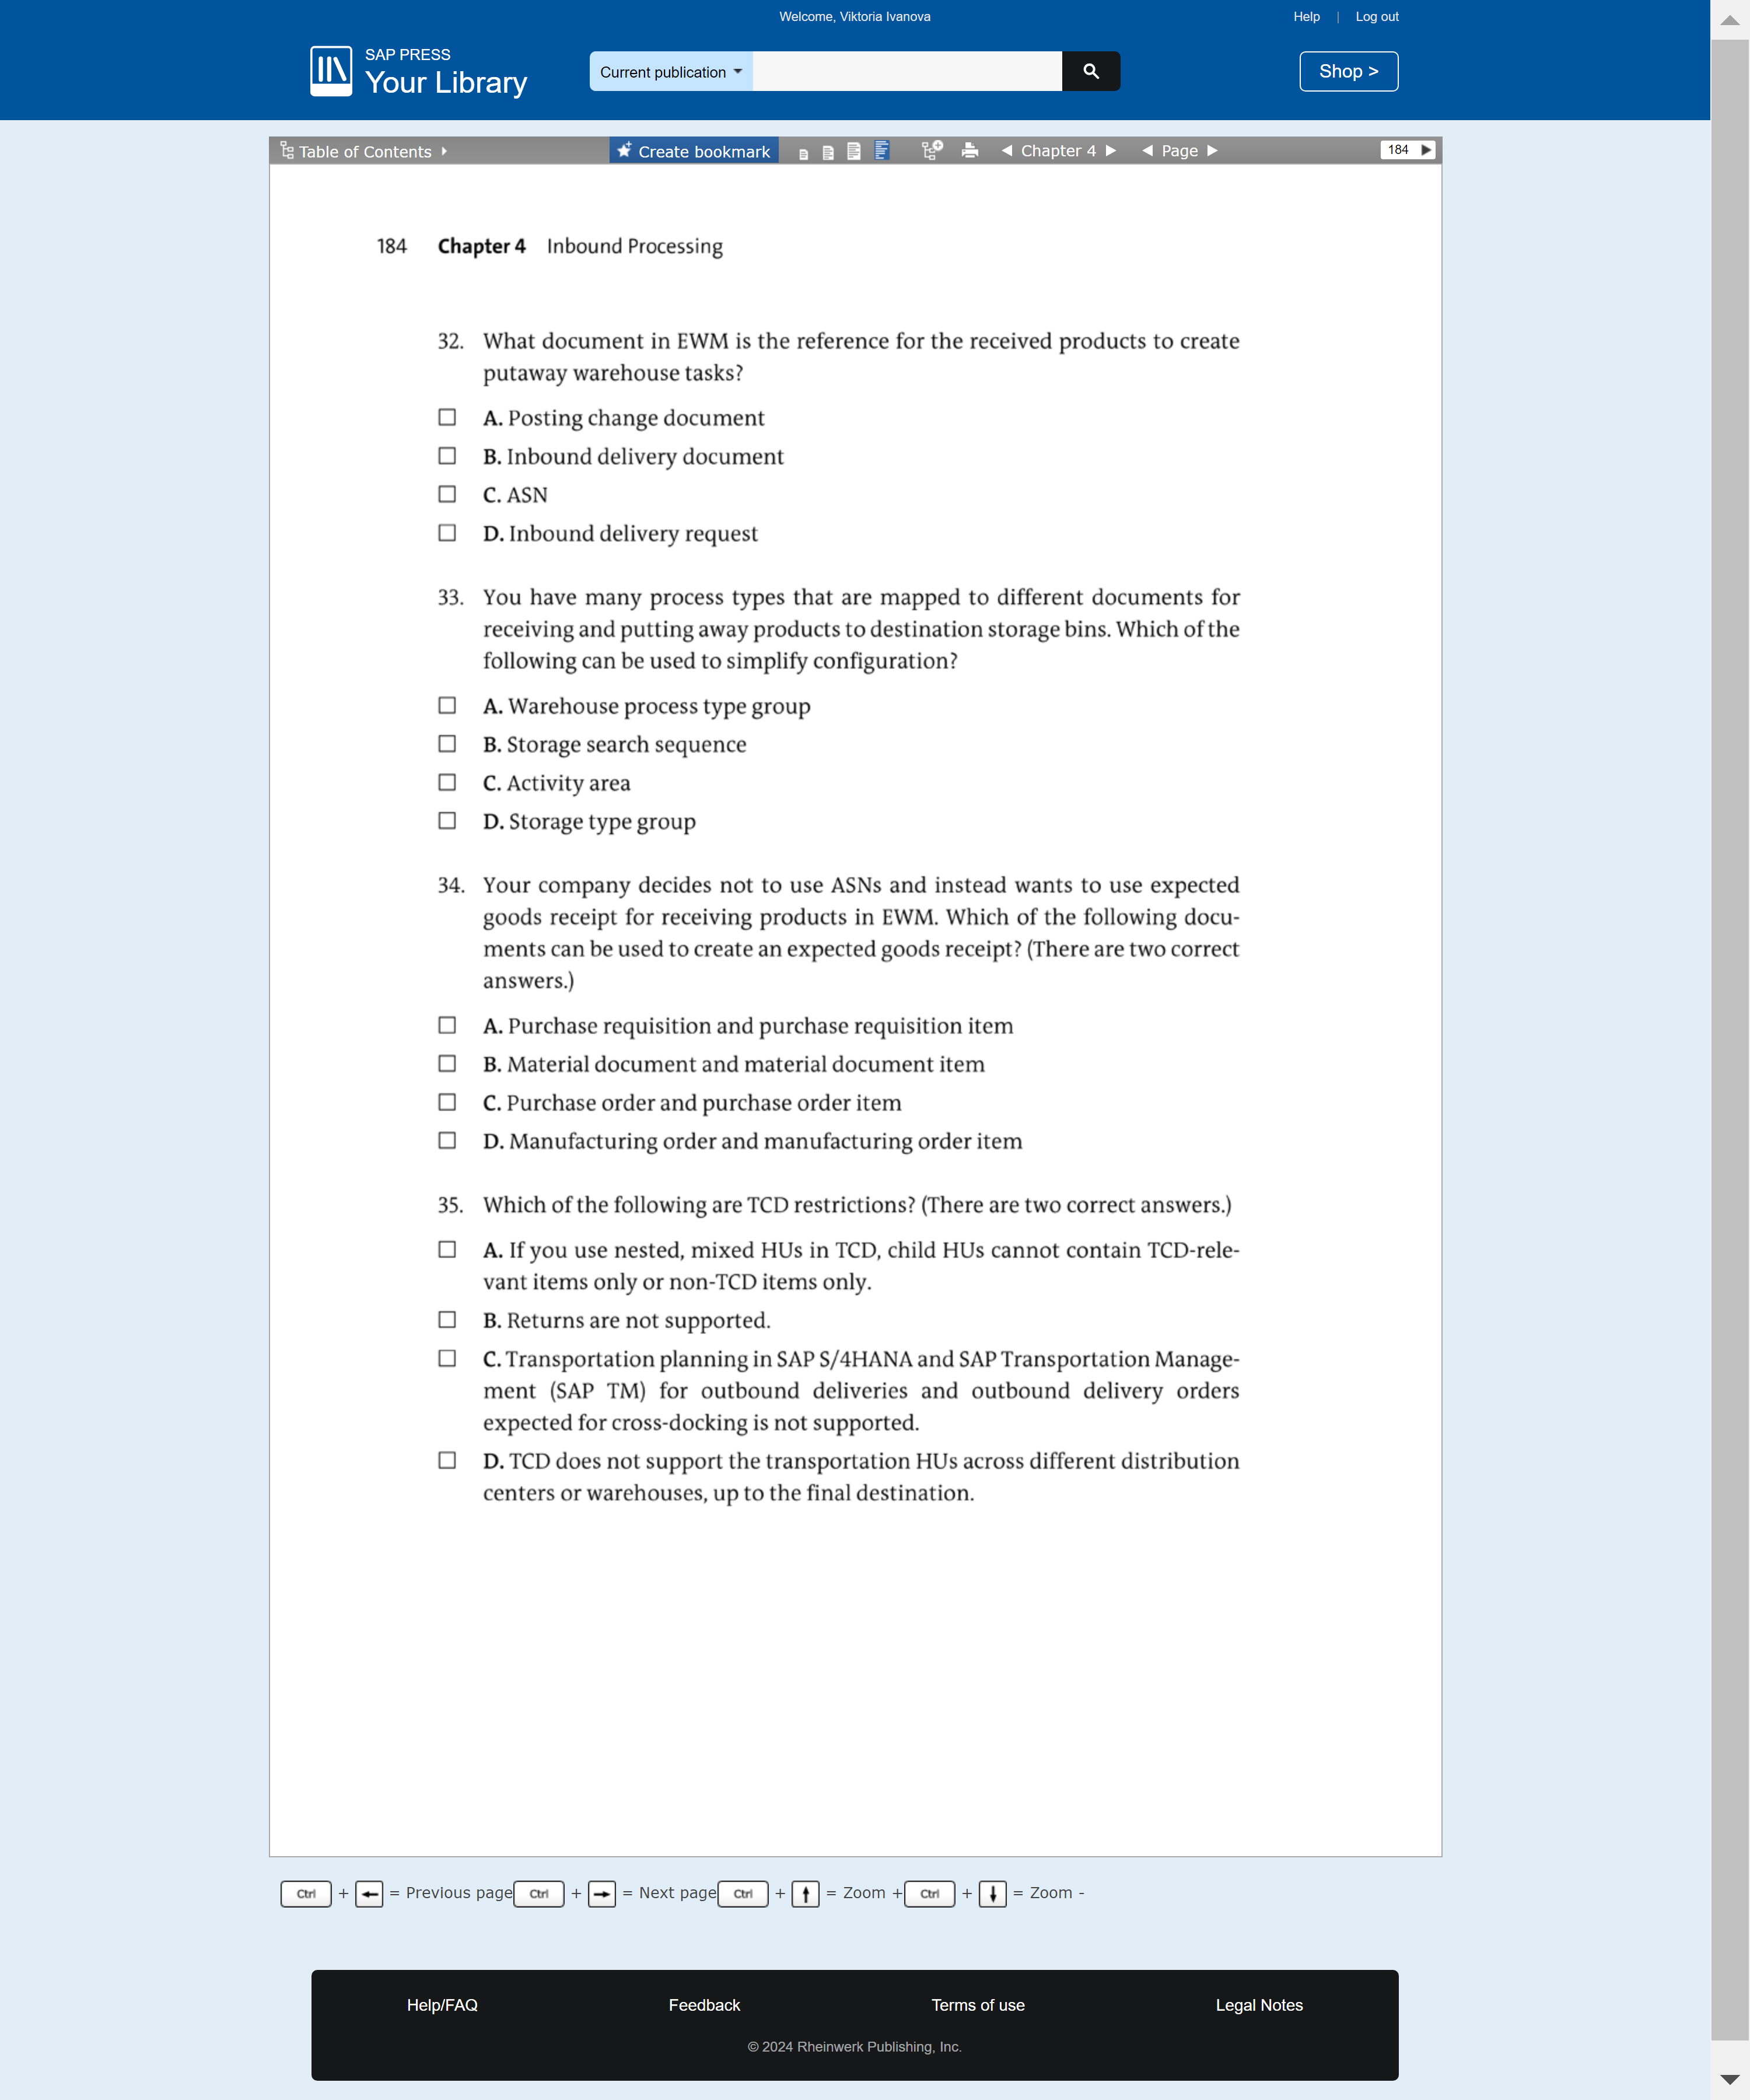 Welcome, Viktoria Ivanova
Help | Log out
SAP PRESS
Your Library
Current publication
Shop >
Table of Contents
Create bookmark
Chapter 4
Page
184
184 Chapter 4 Inbound Processing
32. What document in EWM is the reference for the received products to create
putaway warehouse tasks?
A. Posting change document
B. Inbound delivery document
C. ASN
D. Inbound delivery request
33. You have many process types that are mapped to different documents for
receiving and putting away products to destination storage bins. Which of the
following can be used to simplify configuration?
A. Warehouse process type group
B. Storage search sequence
C. Activity area
D. Storage type group
34. Your company decides not to use ASNs and instead wants to use expected
goods receipt for receiving products in EWM. Which of the following docu-
ments can be used to create an expected goods receipt? (There are two correct
answers.)
A. Purchase requisition and purchase requisition item
B. Material document and material document item
C. Purchase order and purchase order item
D. Manufacturing order and manufacturing order item
35. Which of the following are TCD restrictions? (There are two correct answers.)
A. If you use nested, mixed HUs in TCD, child HUs cannot contain TCD-rele-
vant items only or non-TCD items only.
B. Returns are not supported.
C. Transportation planning in SAP S/4HANA and SAP Transportation Manage-
ment (SAP TM) for outbound deliveries and outbound delivery orders
expected for cross-docking is not supported.
D. TCD does not support the transportation HUs across different distribution
centers or warehouses, up to the final destination.
Ctrl + ← = Previous page Ctrl + → = Next page Ctrl + ↑ = Zoom + Ctrl + ↓ = Zoom -
Help/FAQ Feedback Terms of use Legal Notes
© 2024 Rheinwerk Publishing, Inc.